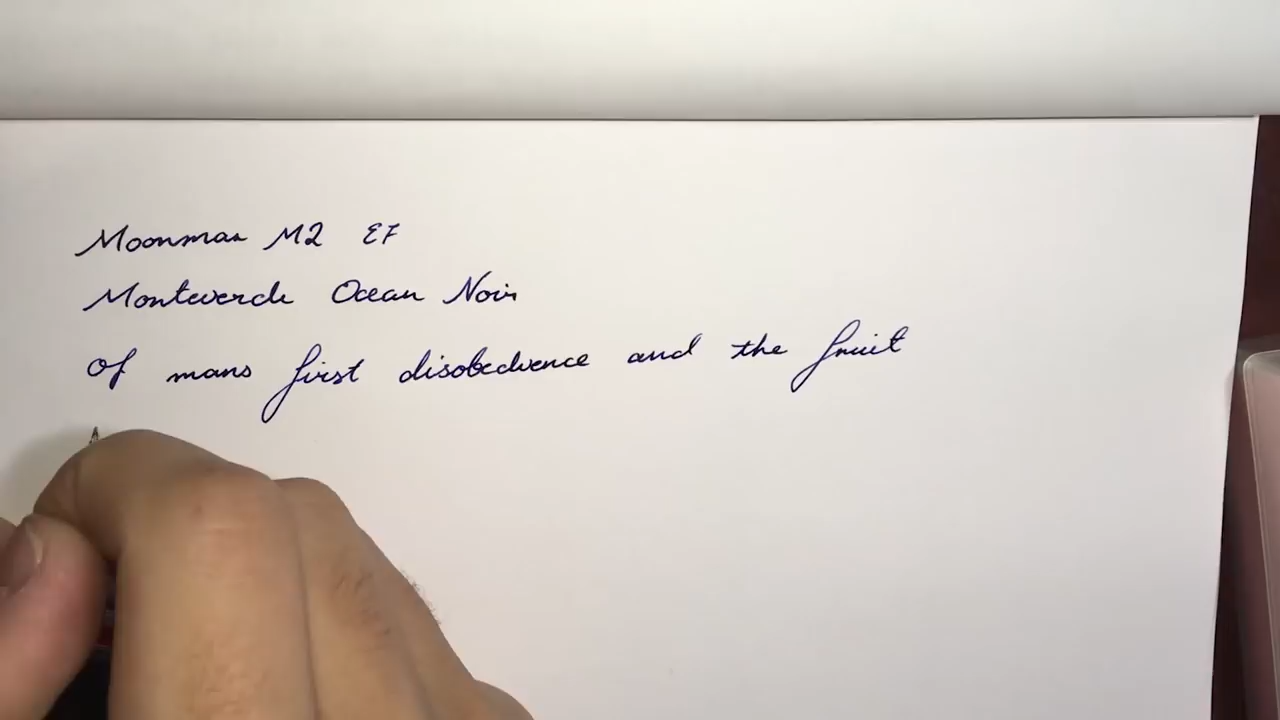 Moonman M2 EF
Monteverde Ocean Noir
Of mans first disobedience and the fruit